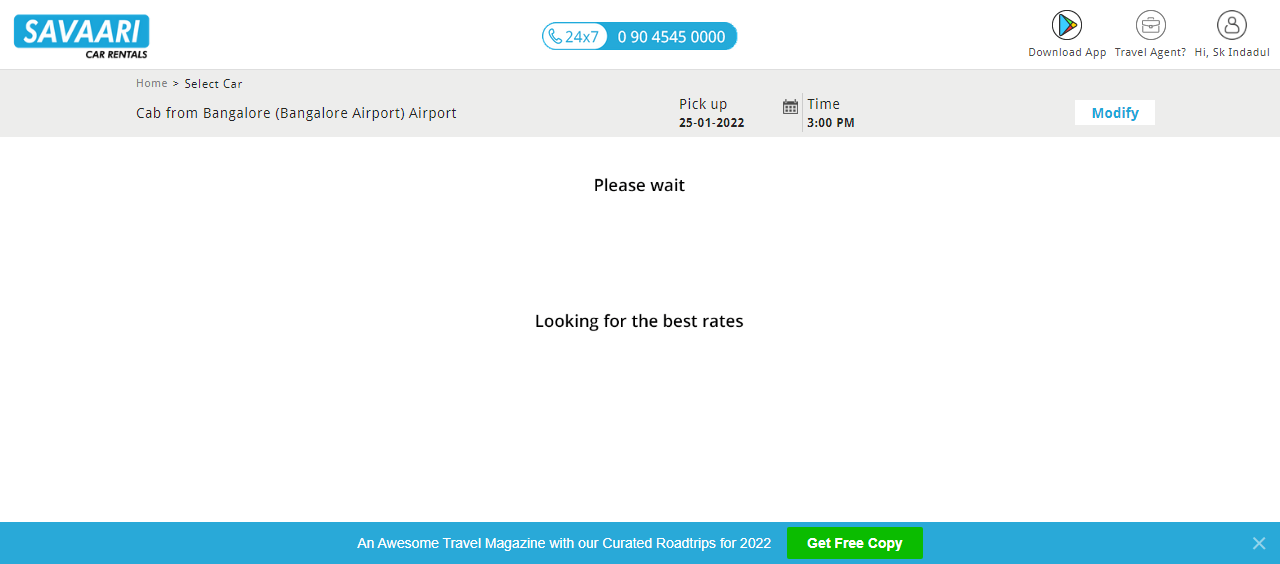 SAVAARI
CAR RENTALS
24x7 0 90 4545 0000
Download App Travel Agent? Hi, Sk Indadul
Home > Select Car
Cab from Bangalore (Bangalore Airport) Airport
Pick up
25-01-2022
Time
3:00 PM
Modify
Please wait
Looking for the best rates
An Awesome Travel Magazine with our Curated Roadtrips for 2022 Get Free Copy